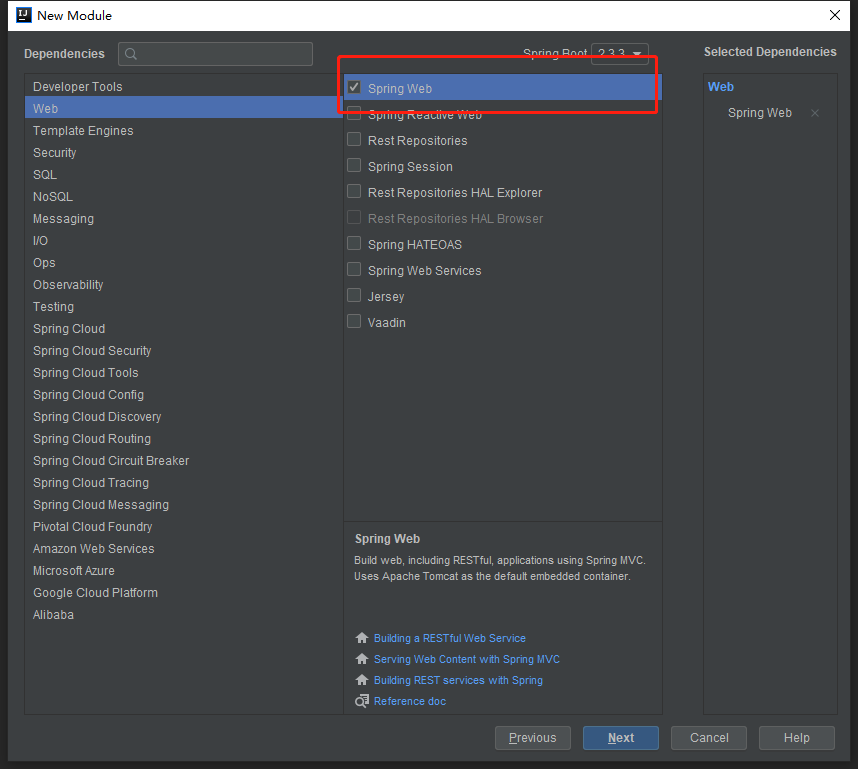 New Module
Dependencies
Spring Boot 2.3.3
Selected Dependencies
Developer Tools
Web
Template Engines
Security
SQL
NoSQL
Messaging
I/O
Ops
Observability
Testing
Spring Cloud
Spring Cloud Security
Spring Cloud Tools
Spring Cloud Config
Spring Cloud Discovery
Spring Cloud Routing
Spring Cloud Circuit Breaker
Spring Cloud Tracing
Spring Cloud Messaging
Pivotal Cloud Foundry
Amazon Web Services
Microsoft Azure
Google Cloud Platform
Alibaba
Spring Web
Spring Reactive Web
Rest Repositories
Spring Session
Rest Repositories HAL Explorer
Rest Repositories HAL Browser
Spring HATEOAS
Spring Web Services
Jersey
Vaadin
Spring Web
Build web, including RESTful, applications using Spring MVC.
Uses Apache Tomcat as the default embedded container.
Building a RESTful Web Service
Serving Web Content with Spring MVC
Building REST services with Spring
Reference doc
Web
Spring Web
Previous
Next
Cancel
Help